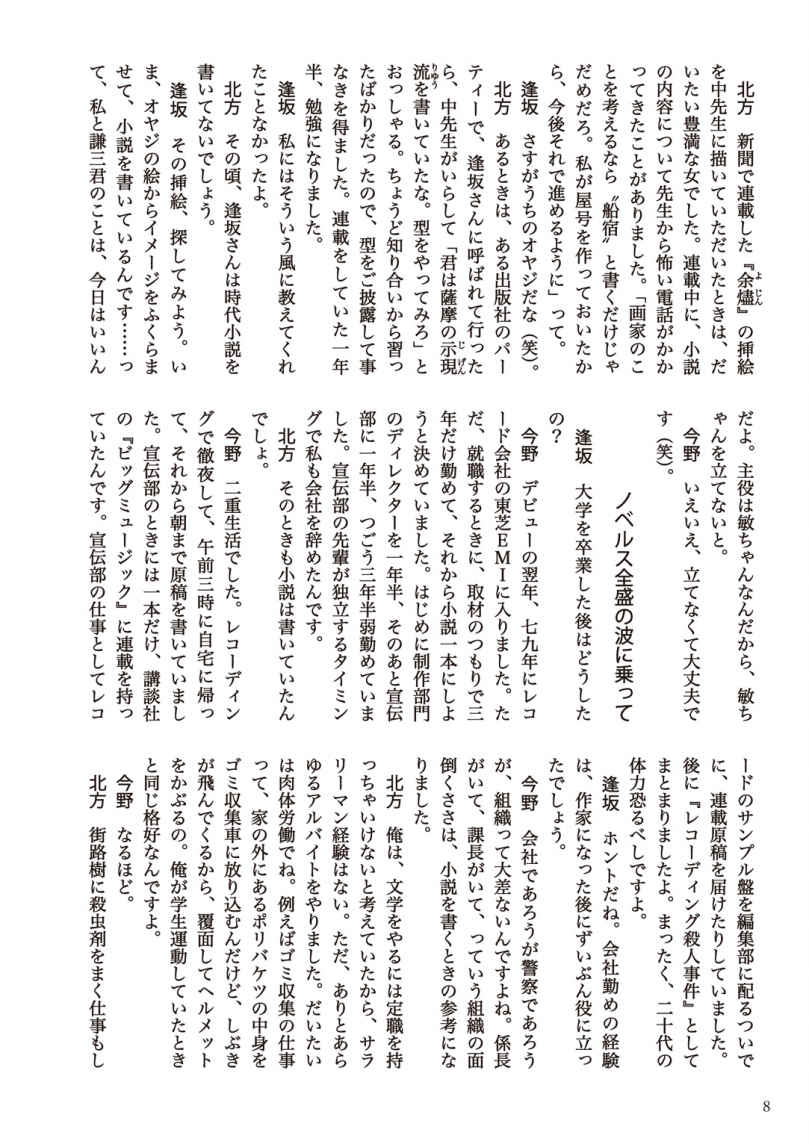 北方　新聞で連載した『余燼』の挿絵
を中先生に描いていただいたときは、だ
いたい豊満な女でした。連載中に、小説
の内容について先生から怖い電話がかか
ってきたことがありました。「画家のこ
とを考えるなら〝船宿〟と書くだけじゃ
だめだろ。私が屋号を作っておいたか
ら、今後それで進めるように」って。
逢坂　さすがうちのオヤジだな（笑）。
北方　あるときは、ある出版社のパー
ティーで、逢坂さんに呼ばれて行った
ら、中先生がいらして「君は薩摩の示現
流を書いていたな。型をやってみろ」と
おっしゃる。ちょうど知り合いから習っ
たばかりだったので、型をご披露して事
なきを得ました。連載をしていた一年
半、勉強になりました。
逢坂　私にはそういう風に教えてくれ
たことなかったよ。
北方　その頃、逢坂さんは時代小説を
書いてないでしょう。
逢坂　その挿絵、探してみよう。い
ま、オヤジの絵からイメージをふくらま
せて、小説を書いているんです……っ
て、私と謙三君のことは、今日はいいん
だよ。主役は敏ちゃんなんだから、敏ち
ゃんを立てないと。
今野　いえいえ、立てなくて大丈夫で
す（笑）。
ノベルス全盛の波に乗って
逢坂　大学を卒業した後はどうした
の？
今野　デビューの翌年、七九年にレコ
ード会社の東芝ＥＭＩに入りました。た
だ、就職するときに、取材のつもりで三
年だけ勤めて、それから小説一本にしよ
うと決めていました。はじめに制作部門
のディレクターを一年半、そのあと宣伝
部に一年半、つごう三年半弱勤めていま
した。宣伝部の先輩が独立するタイミン
グで私も会社を辞めたんです。
北方　そのときも小説は書いていたん
でしょ。
今野　二重生活でした。レコーディン
グで徹夜して、午前三時に自宅に帰っ
て、それから朝まで原稿を書いていまし
た。宣伝部のときには一本だけ、講談社
の『ビッグミュージック』に連載を持っ
ていたんです。宣伝部の仕事としてレコ
ードのサンプル盤を編集部に配るついで
に、連載原稿を届けたりしていました。
後に『レコーディング殺人事件』として
まとまりましたよ。まったく、二十代の
体力恐るべしですよ。
逢坂　ホントだね。会社勤めの経験
は、作家になった後にずいぶん役に立っ
たでしょう。
今野　会社であろうが警察であろう
が、組織って大差ないんですよね。係長
がいて、課長がいて、っていう組織の面
倒くささは、小説を書くときの参考にな
りました。
北方　俺は、文学をやるには定職を持
っちゃいけないと考えていたから、サラ
リーマン経験はない。ただ、ありとあら
ゆるアルバイトをやりました。だいたい
は肉体労働でね。例えばゴミ収集の仕事
って、家の外にあるポリバケツの中身を
ゴミ収集車に放り込むんだけど、しぶき
が飛んでくるから、覆面してヘルメット
をかぶるの。俺が学生運動していたとき
と同じ格好なんですよ。
今野　なるほど。
北方　街路樹に殺虫剤をまく仕事もし
8